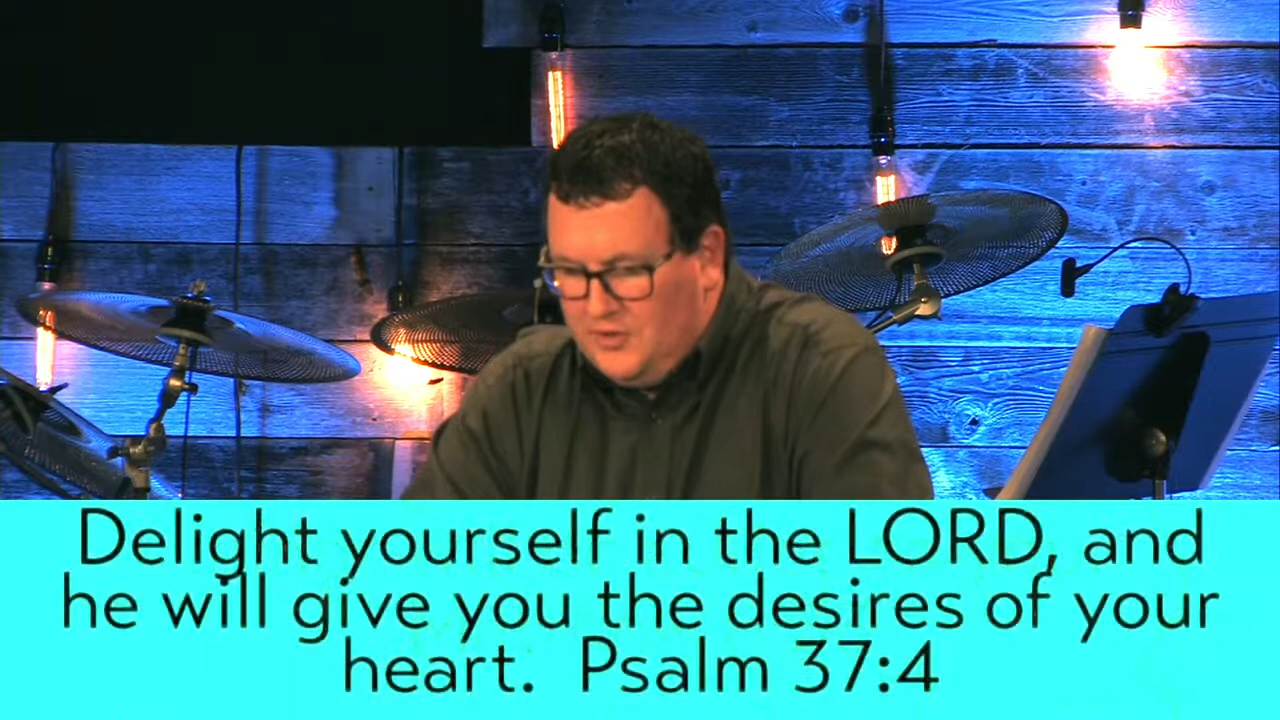 Delight yourself in the LORD, and
he will give you the desires of your
heart. Psalm 37:4